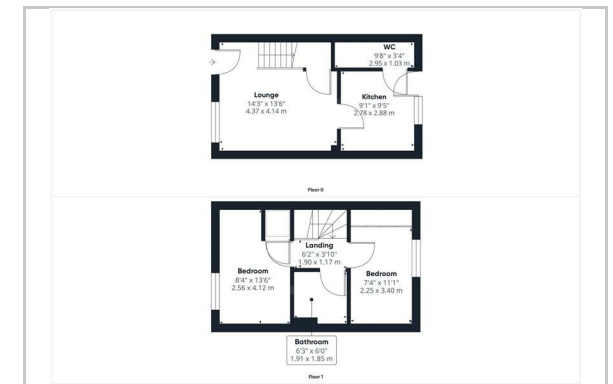 WC
9'8" x 3'4"
2.95 x 1.03 m
Lounge
14'3" x 13'6"
4.37 x 4.14 m
Kitchen
9'1" x 9'5"
2.78 x 2.88 m
Floor 0
Landing
6'2" x 3'10"
1.90 x 1.17 m
Bedroom
8'4" x 13'6"
2.56 x 4.12 m
Bedroom
7'4" x 11'1"
2.25 x 3.40 m
Bathroom
6'3" x 6'0"
1.91 x 1.85 m
Floor 1